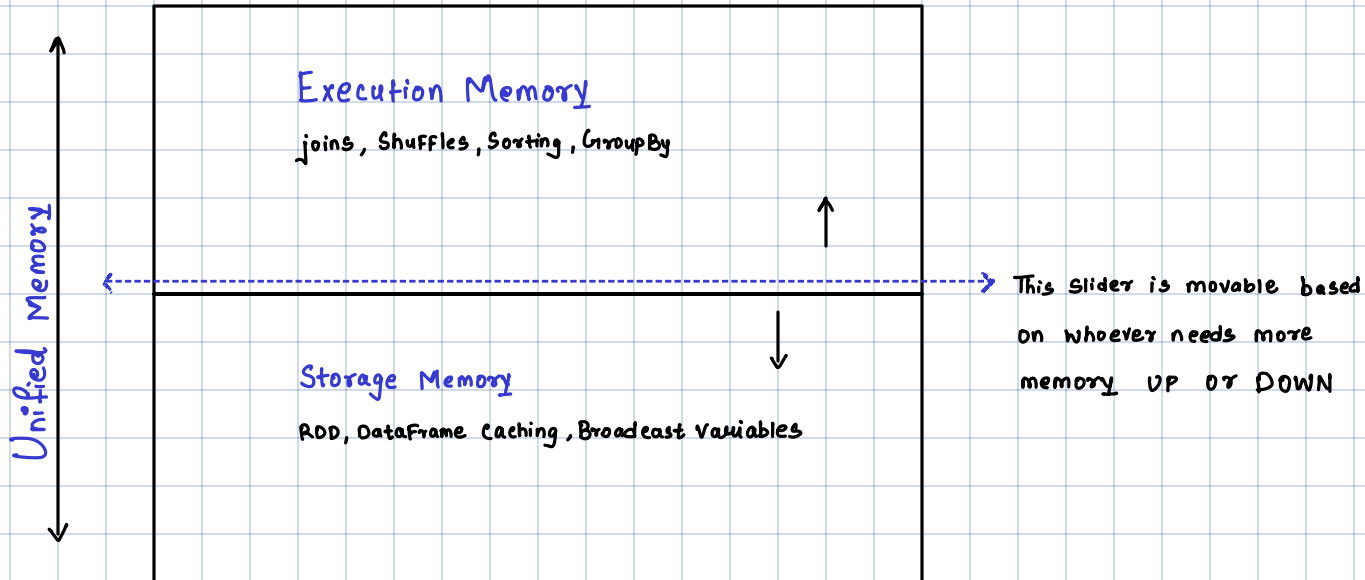 Unified Memory
Execution Memory
joins, Shuffles, Sorting, GroupBy
This slider is movable based
on whoever needs more
memory UP or DOWN
Storage Memory
RDD, DataFrame Caching, Broadcast Variables